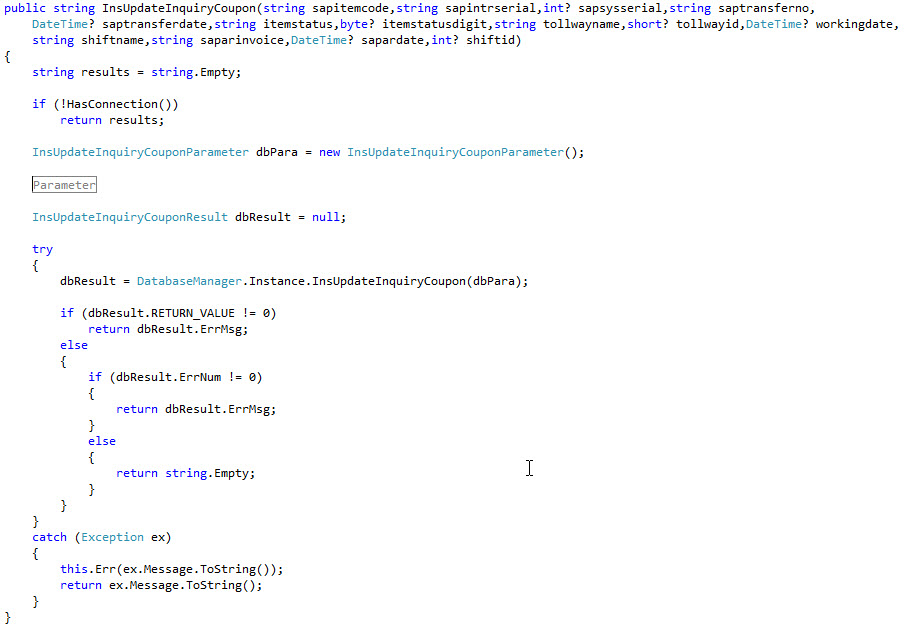 public string InsUpdateInquiryCoupon(string sapitemcode,string sapintrserial,int? sapsysserial,string saptransferno,
    DateTime? saptransferdate,string itemstatus,byte? itemstatusdigit,string tollwayname,short? tollwayid,DateTime? workingdate,
    string shiftname,string saparinvoice,DateTime? sapardate,int? shiftid)
{
    string results = string.Empty;

    if (!HasConnection())
        return results;

    InsUpdateInquiryCouponParameter dbPara = new InsUpdateInquiryCouponParameter();

    Parameter

    InsUpdateInquiryCouponResult dbResult = null;

    try
    {
        dbResult = DatabaseManager.Instance.InsUpdateInquiryCoupon(dbPara);

        if (dbResult.RETURN_VALUE != 0)
            return dbResult.ErrMsg;
        else
        {
            if (dbResult.ErrNum != 0)
            {
                return dbResult.ErrMsg;
            }
            else
            {
                return string.Empty;
            }
        }
    }
    catch (Exception ex)
    {
        this.Err(ex.Message.ToString());
        return ex.Message.ToString();
    }
}